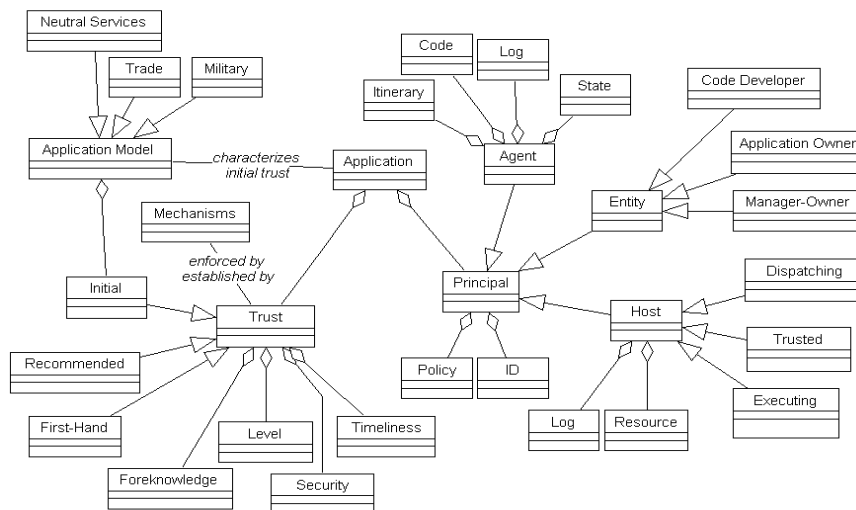 Neutral Services
Code
Log
Trade
Military
Itinerary
State
Code Developer
Application Model
characterizes
initial trust
Application
Agent
Application Owner
Entity
Manager-Owner
Mechanisms
enforced by
established by
Initial
Principal
Dispatching
Trust
Host
Recommended
Policy
ID
Trusted
First-Hand
Level
Timeliness
Log
Resource
Executing
Foreknowledge
Security